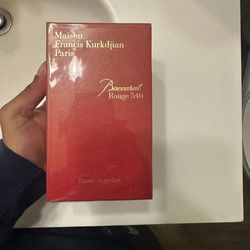 Maison
Francis Kurkdjian
Paris
Baccarat
Rouge 540
Extrait de parfum